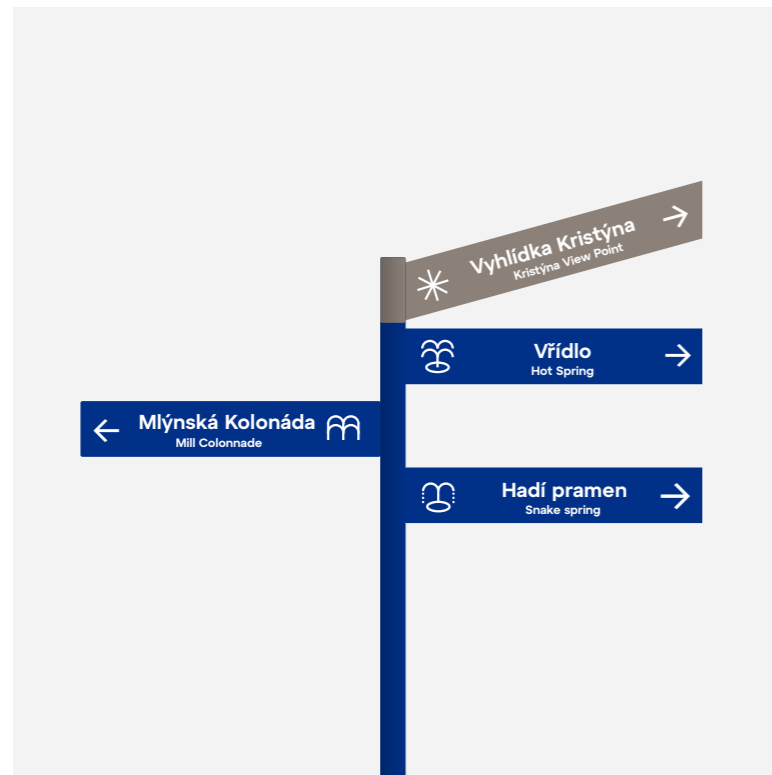 Vyhlídka Kristýna
Kristýna View Point
Vřídlo
Hot Spring
Mlýnská Kolonáda
Mill Colonnade
Hadí pramen
Snake spring